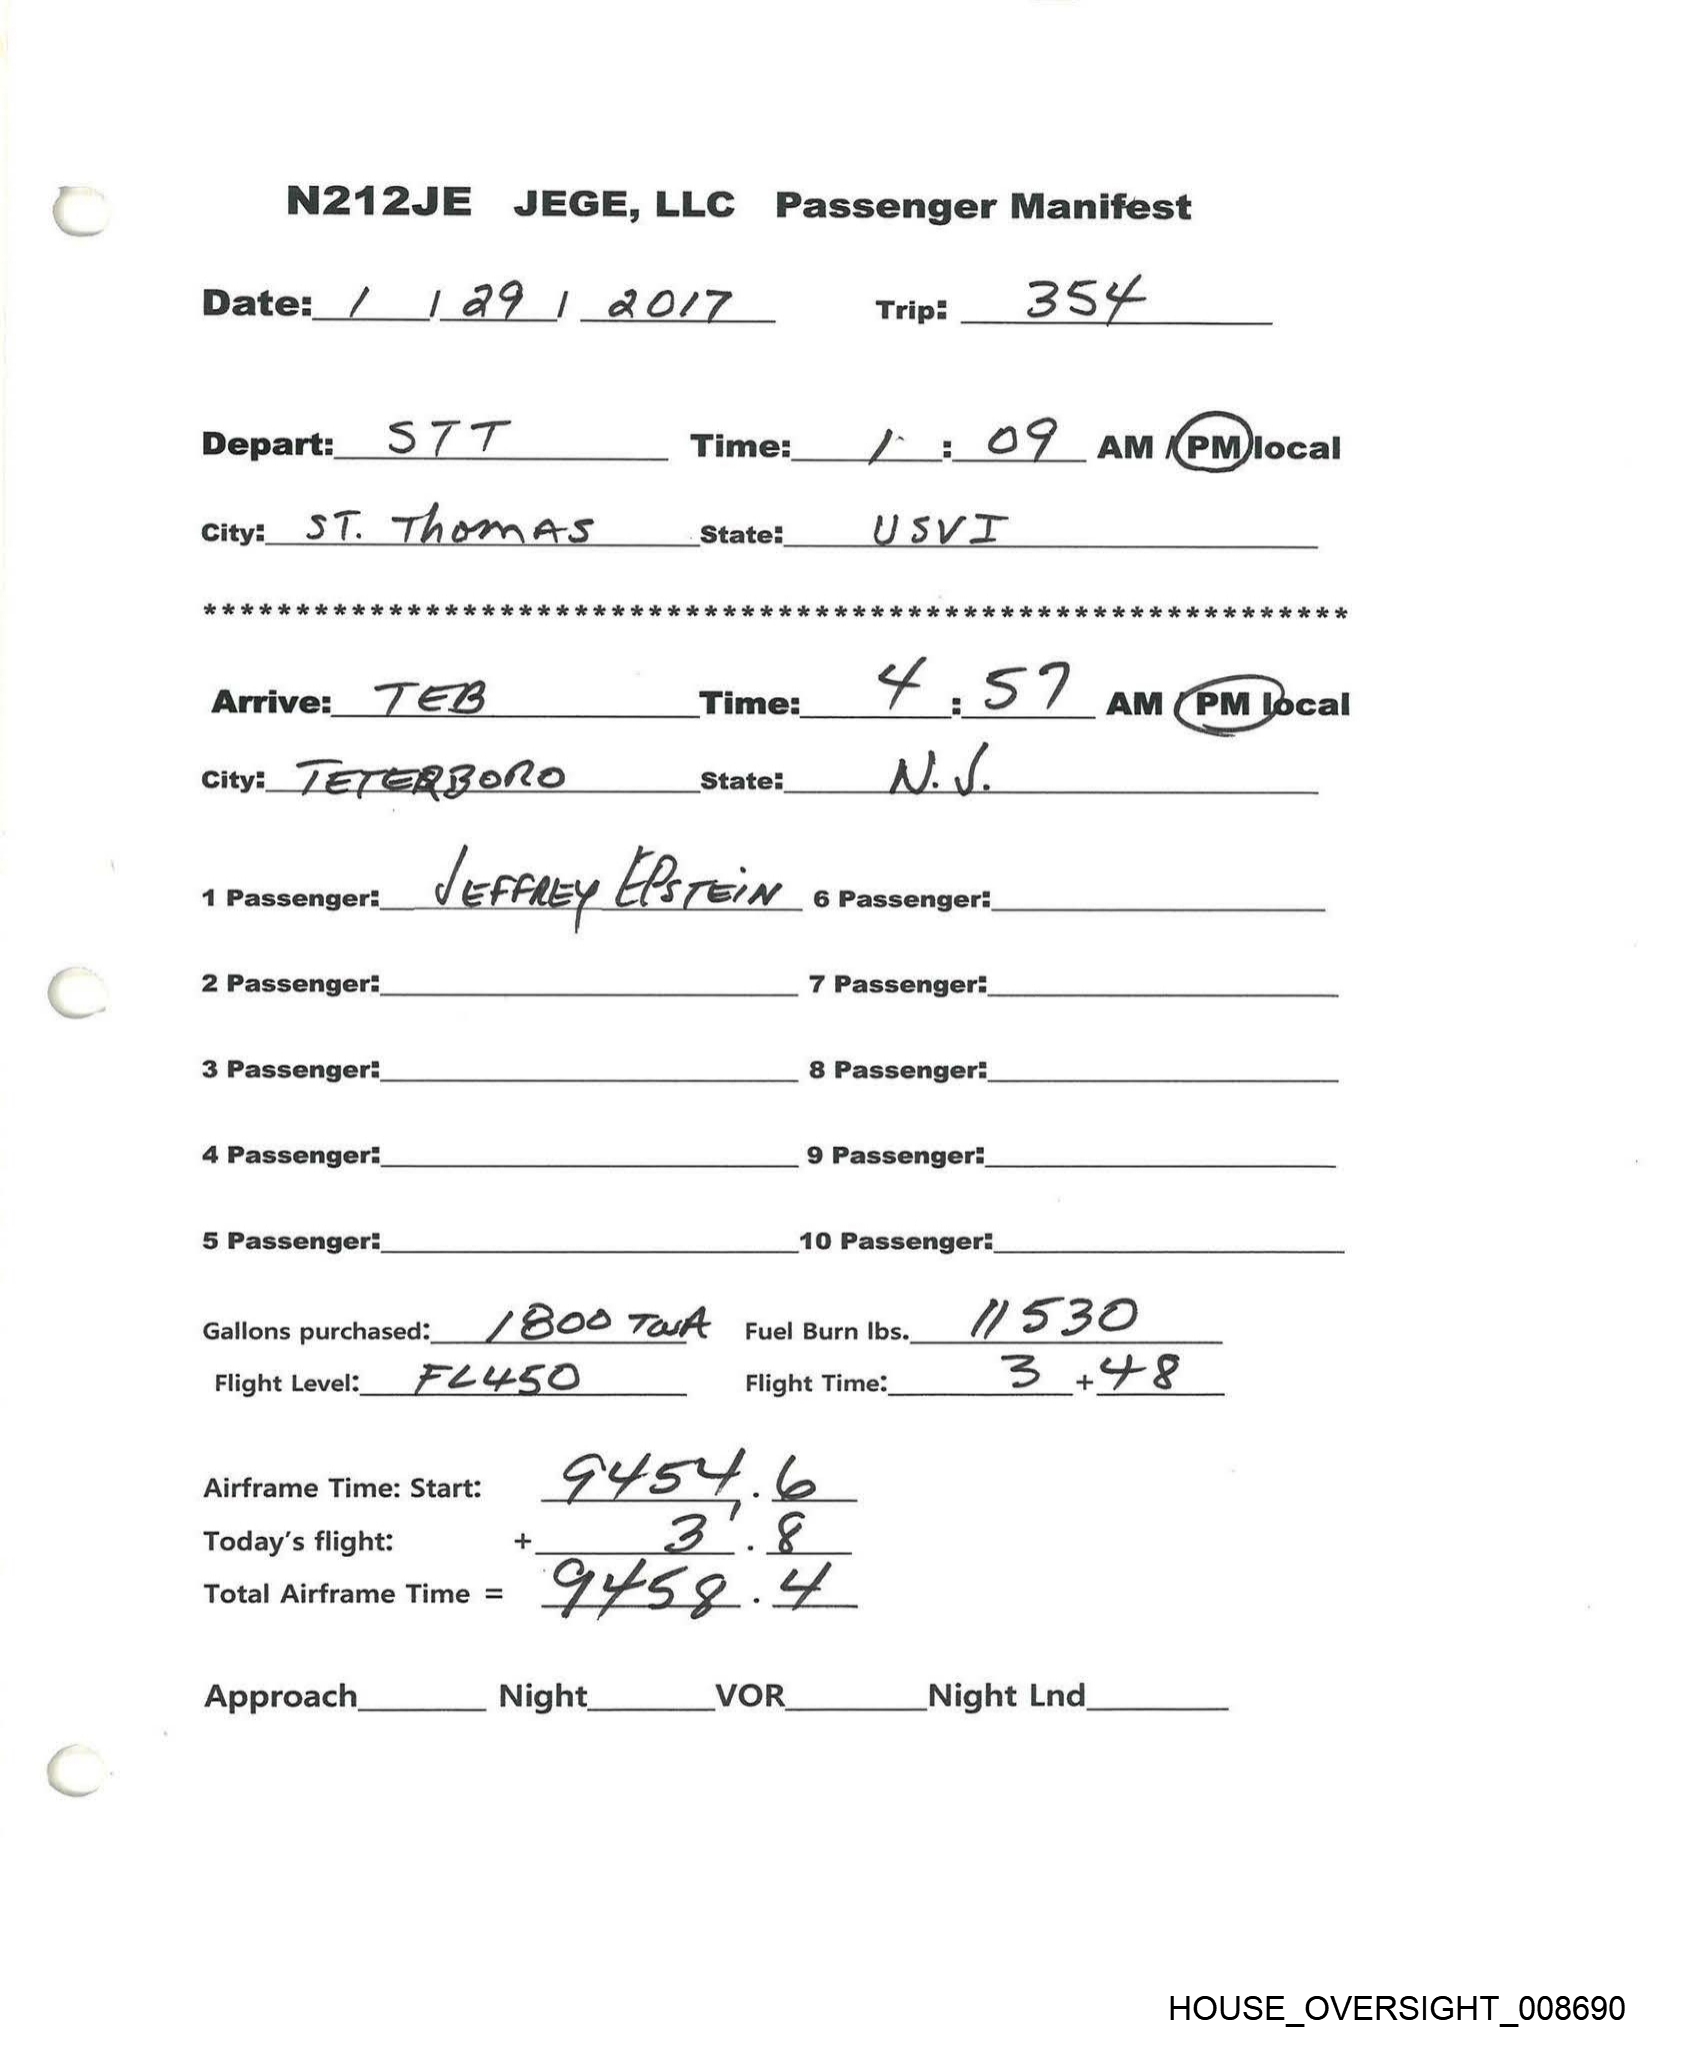 N212JE JEGE, LLC Passenger Manifest
Date: 1 / 29 / 2017 Trip: 354
Depart: STT Time: 1 : 09 AM / PM local
City: ST. Thomas State: USVI
****************************************************************
Arrive: TEB Time: 4 : 57 AM / PM local
City: TETERBORO State: N.J.
1 Passenger: JEFFREY EPSTEIN 6 Passenger:
2 Passenger: 7 Passenger:
3 Passenger: 8 Passenger:
4 Passenger: 9 Passenger:
5 Passenger: 10 Passenger:
Gallons purchased: 1800 Fuel Burn lbs. 11530
Flight Level: FL450 Flight Time: 3 + 48
Airframe Time: Start: 9454 . 6
Today's flight: + 3 . 8
Total Airframe Time = 9458 . 4
Approach Night VOR Night Lnd
HOUSE_OVERSIGHT_008690